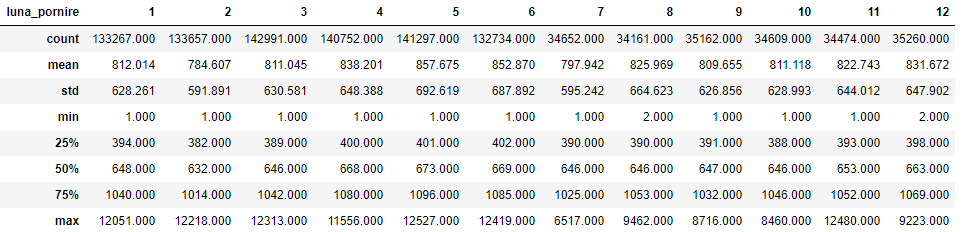 luna_pornire 1 2 3 4 5 6 7 8 9 10 11 12
count 133267.000 133657.000 142991.000 140752.000 141297.000 132734.000 34652.000 34161.000 35162.000 34609.000 34474.000 35260.000
mean 812.014 784.607 811.045 838.201 857.675 852.870 797.942 825.969 809.655 811.118 822.743 831.672
std 628.261 591.891 630.581 648.388 692.619 687.892 595.242 664.623 626.856 628.993 644.012 647.902
min 1.000 1.000 1.000 1.000 1.000 1.000 1.000 2.000 1.000 1.000 1.000 2.000
25% 394.000 382.000 389.000 400.000 401.000 402.000 390.000 390.000 391.000 388.000 393.000 398.000
50% 648.000 632.000 646.000 668.000 673.000 669.000 646.000 646.000 647.000 646.000 653.000 663.000
75% 1040.000 1014.000 1042.000 1080.000 1096.000 1085.000 1025.000 1053.000 1032.000 1046.000 1052.000 1069.000
max 12051.000 12218.000 12313.000 11556.000 12527.000 12419.000 6517.000 9462.000 8716.000 8460.000 12480.000 9223.000